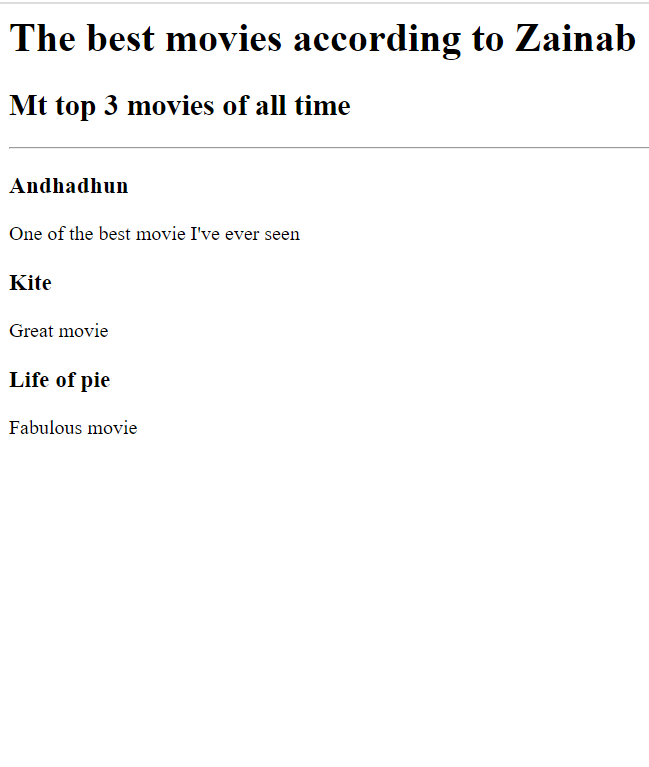 The best movies according to Zainab
Mt top 3 movies of all time
Andhadhun
One of the best movie I've ever seen
Kite
Great movie
Life of pie
Fabulous movie